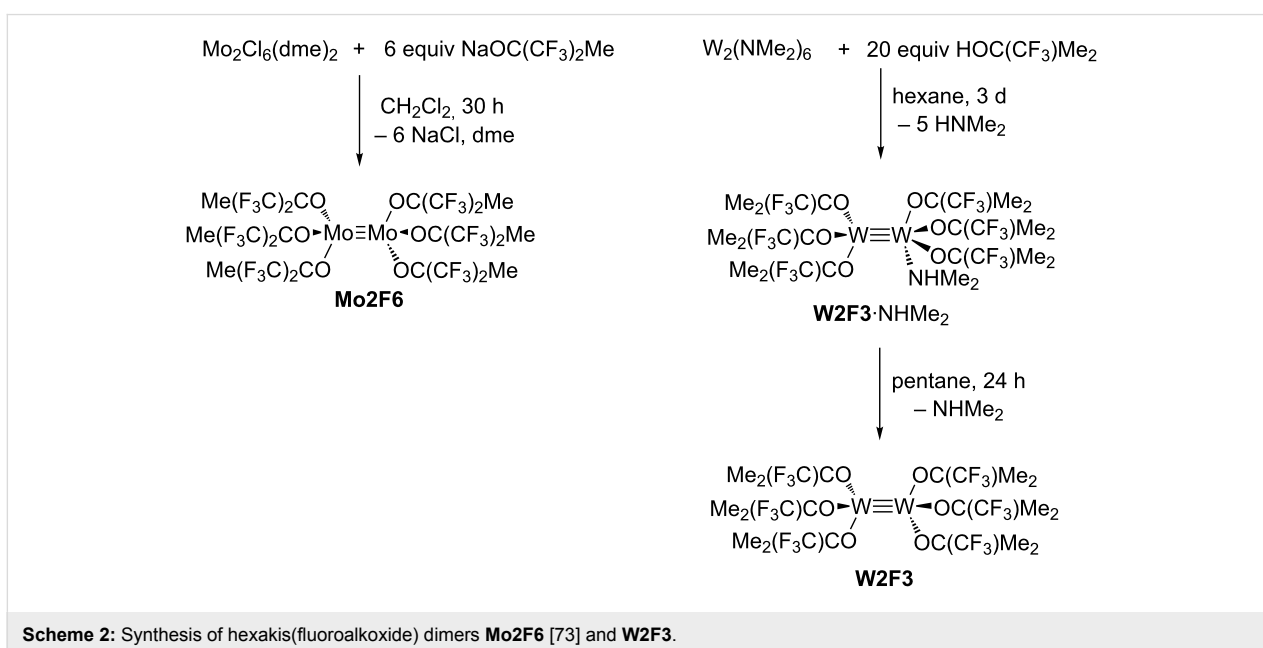 Mo2Cl6(dme)2 + 6 equiv NaOC(CF3)2Me
CH2Cl2, 30 h
– 6 NaCl, dme
Me(F3C)2CO OC(CF3)2Me
Me(F3C)2CO Mo≡Mo OC(CF3)2Me
Me(F3C)2CO OC(CF3)2Me
Mo2F6
W2(NMe2)6 + 20 equiv HOC(CF3)Me2
hexane, 3 d
– 5 HNMe2
Me2(F3C)CO OC(CF3)Me2
Me2(F3C)CO W≡W OC(CF3)Me2
Me2(F3C)CO OC(CF3)Me2
NHMe2
W2F3·NHMe2
pentane, 24 h
– NHMe2
Me2(F3C)CO OC(CF3)Me2
Me2(F3C)CO W≡W OC(CF3)Me2
Me2(F3C)CO OC(CF3)Me2
W2F3
Scheme 2: Synthesis of hexakis(fluoroalkoxide) dimers Mo2F6 [73] and W2F3.